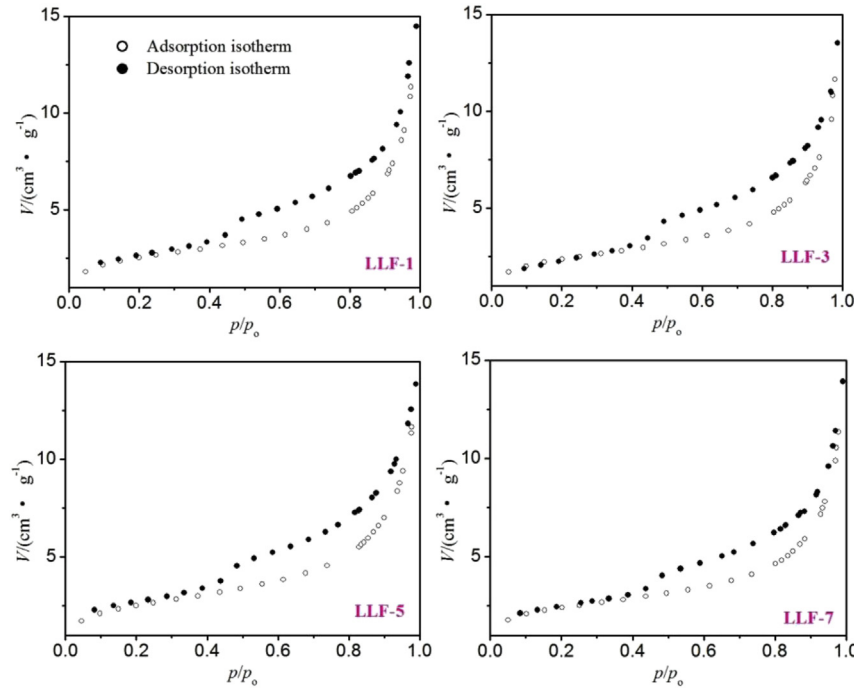 Adsorption isotherm
Desorption isotherm
15
10
5
V/(cm³ • g⁻¹)
LLF-1
0.0 0.2 0.4 0.6 0.8 1.0
p/pₒ
15
10
5
V/(cm³ • g⁻¹)
LLF-3
0.0 0.2 0.4 0.6 0.8 1.0
p/pₒ
15
10
5
V/(cm³ • g⁻¹)
LLF-5
0.0 0.2 0.4 0.6 0.8 1.0
p/pₒ
15
10
5
V/(cm³ • g⁻¹)
LLF-7
0.0 0.2 0.4 0.6 0.8 1.0
p/pₒ